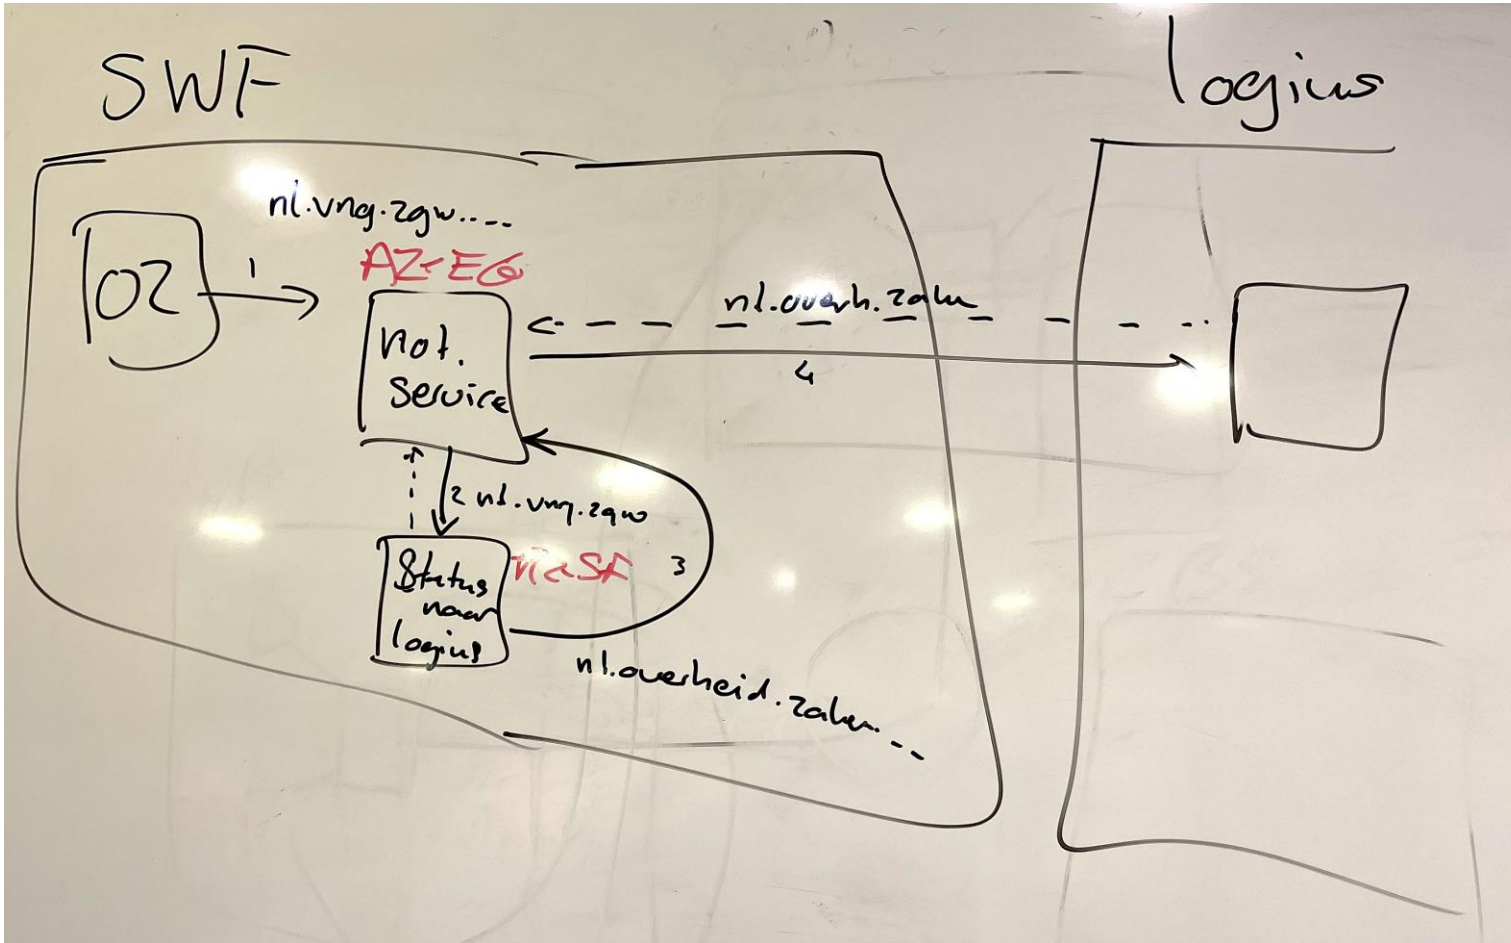 SWF
logius
nl.vng.zgw....
AZ-EG
OZ
1
nl.overh.zaken
not.
service
4
2 nl.vng.zgw
Status
naar
logius
3
nl.overheid.zaken...